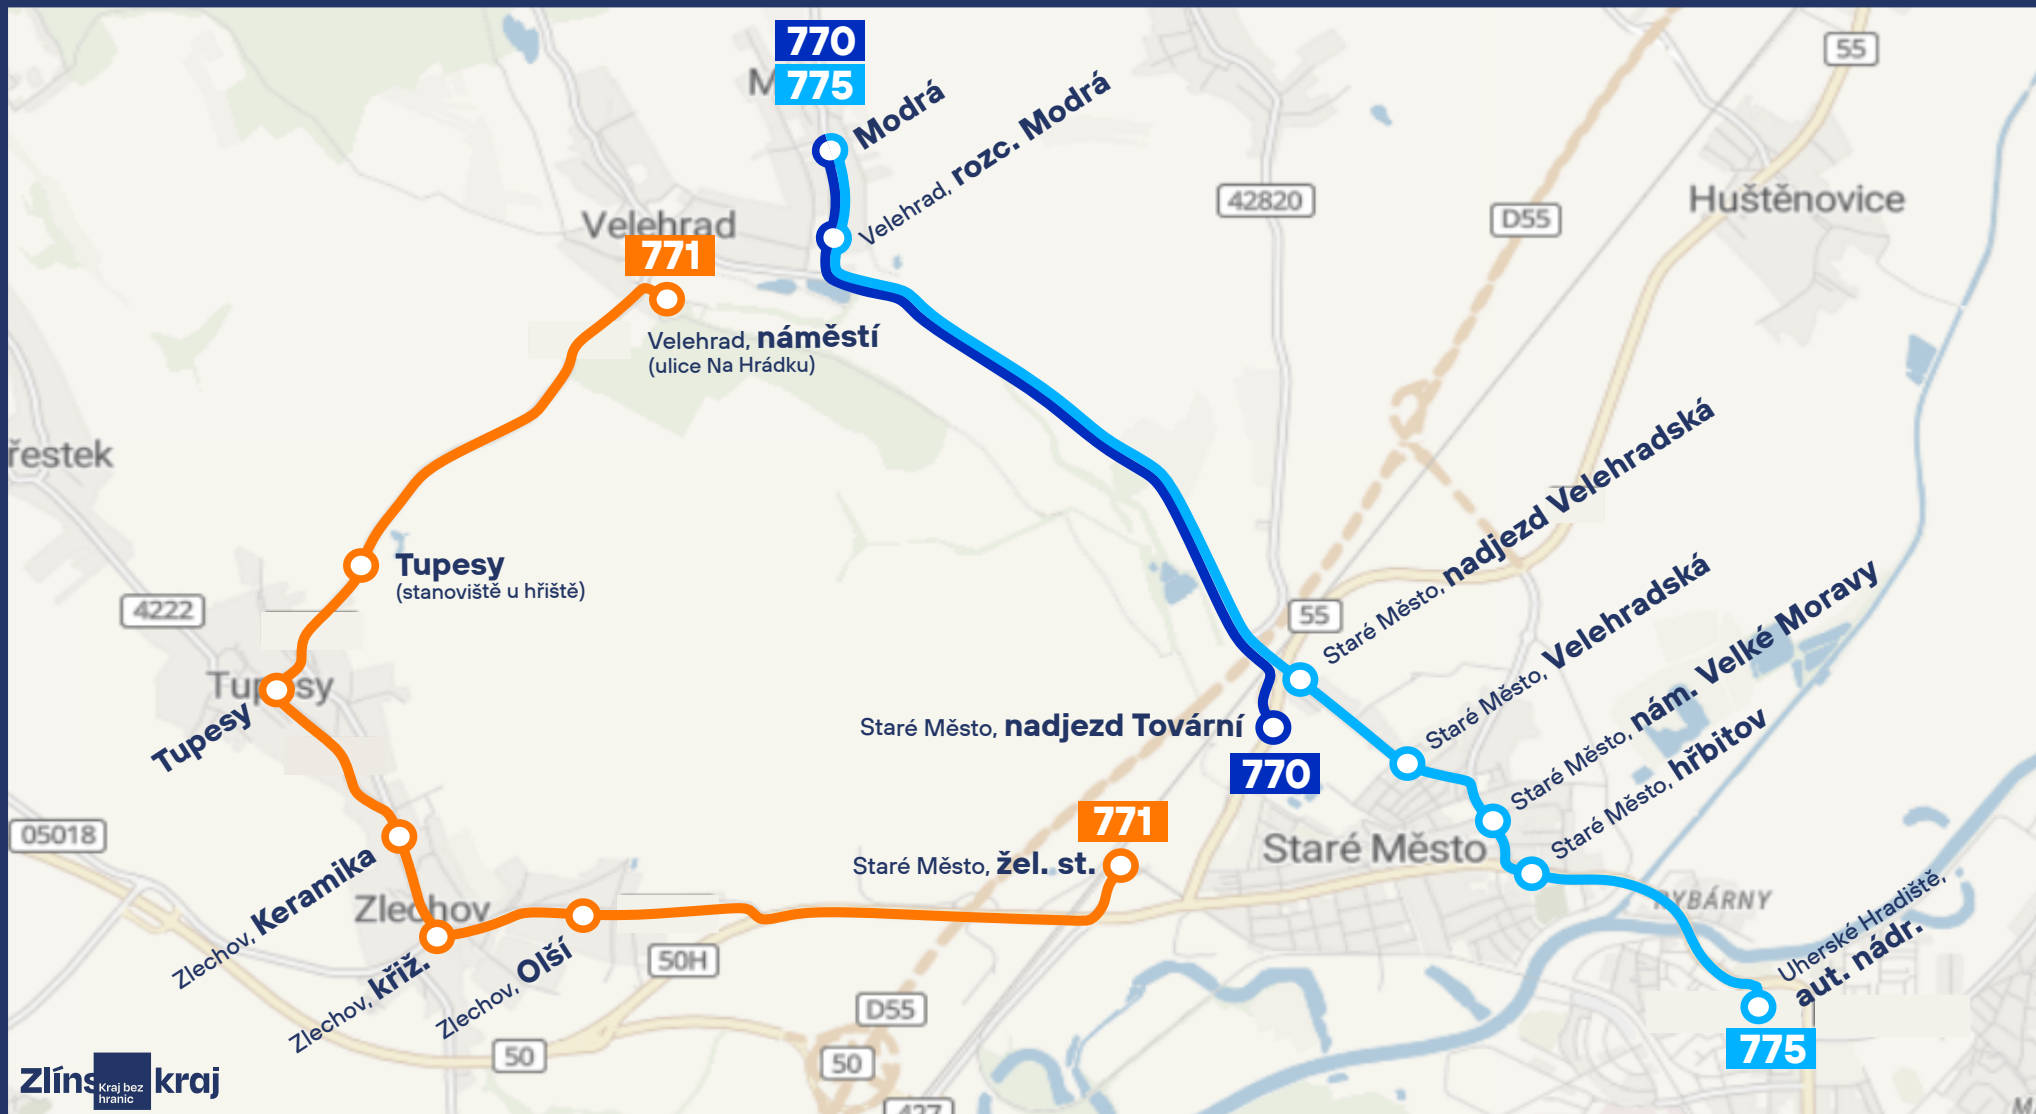 770
775
Modrá
Velehrad, rozc. Modrá
55
42820
Huštěnovice
D55
Velehrad
771
Velehrad, náměstí
(ulice Na Hrádku)
řestek
Staré Město, nadjezd Velehradská
Tupesy
(stanoviště u hřiště)
4222
55
Tupesy
Tupesy
Staré Město, Velehradská
Staré Město, nám. Velké Moravy
Staré Město, hřbitov
Staré Město, nadjezd Tovární
770
771
05018
Staré Město
Staré Město, žel. st.
Zlechov, Keramika
Zlechov
RYBÁRNY
Uherské Hradiště,
aut. nádr.
Zlechov, křiž.
Zlechov, Olší
50H
D55
775
50
50
Kraj bez
hranic
kraj
427